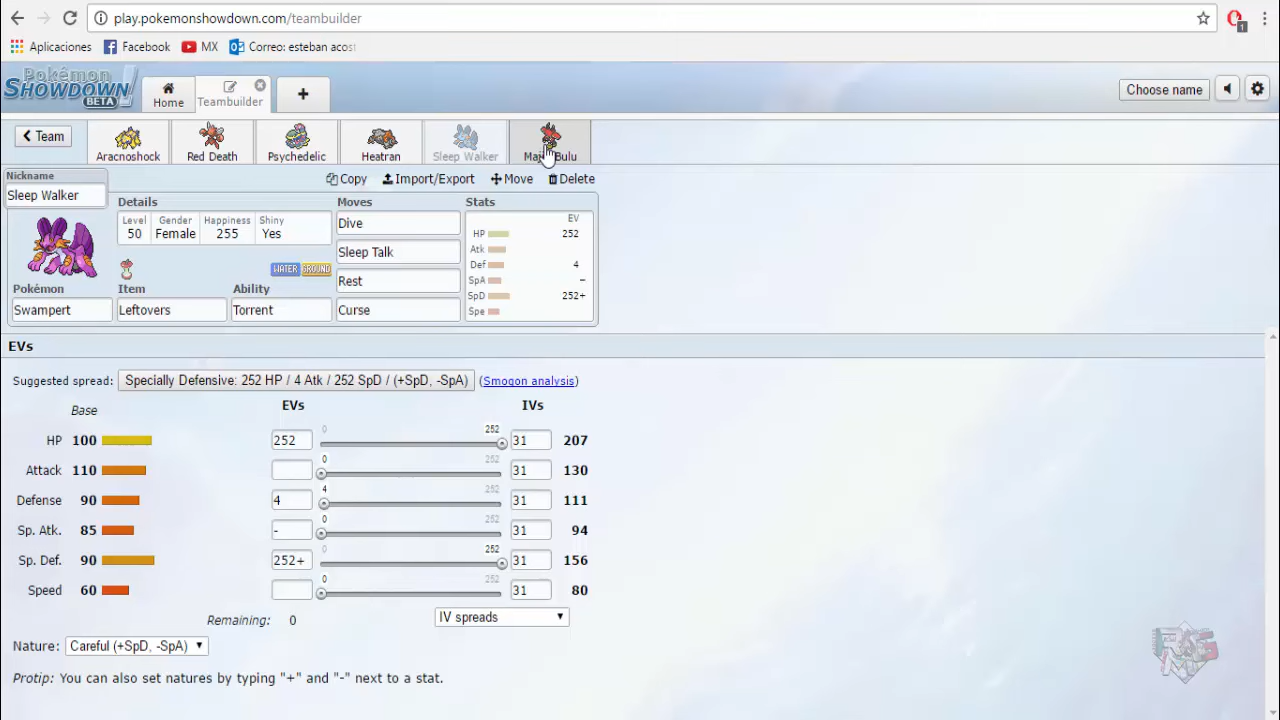 play.pokemonshowdown.com/teambuilder
1
Aplicaciones Facebook MX Correo: esteban acos
Pokémon
SHOWDOWN!
BETA
Home Teambuilder + Choose name
Team Aracnoshock Red Death Psychedelic Heatran Sleep Walker Bulu
Nickname
Sleep Walker
Copy Import/Export Move Delete
Details Moves Stats
Level Gender Happiness Shiny
50 Female 255 Yes
Dive
Sleep Talk
Rest
Curse
EV
HP 252
Atk
Def 4
SpA –
SpD 252+
Spe
WATER GROUND
Pokémon Item Ability
Swampert Leftovers Torrent
EVs
Suggested spread: Specially Defensive: 252 HP / 4 Atk / 252 SpD / (+SpD, -SpA) (Smogon analysis)
Base EVs IVs
HP 100 252 0 252 31 207
Attack 110 0 252 31 130
Defense 90 4 4 252 31 111
Sp. Atk. 85 - 0 252 31 94
Sp. Def. 90 252+ 0 252 31 156
Speed 60 0 252 31 80
Remaining: 0 IV spreads
Nature: Careful (+SpD, -SpA)
Protip: You can also set natures by typing "+" and "-" next to a stat.